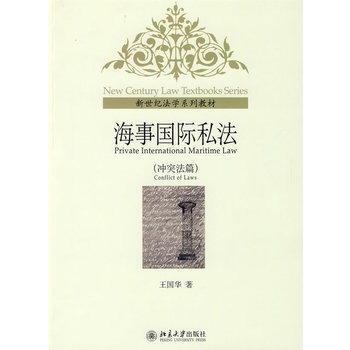 New Century Law Textbooks Series
新世纪法学系列教材
海事国际私法
Private International Maritime Law
(冲突法篇)
Conflict of Laws
王国华 著
北京大学出版社
PEKING UNIVERSITY PRESS